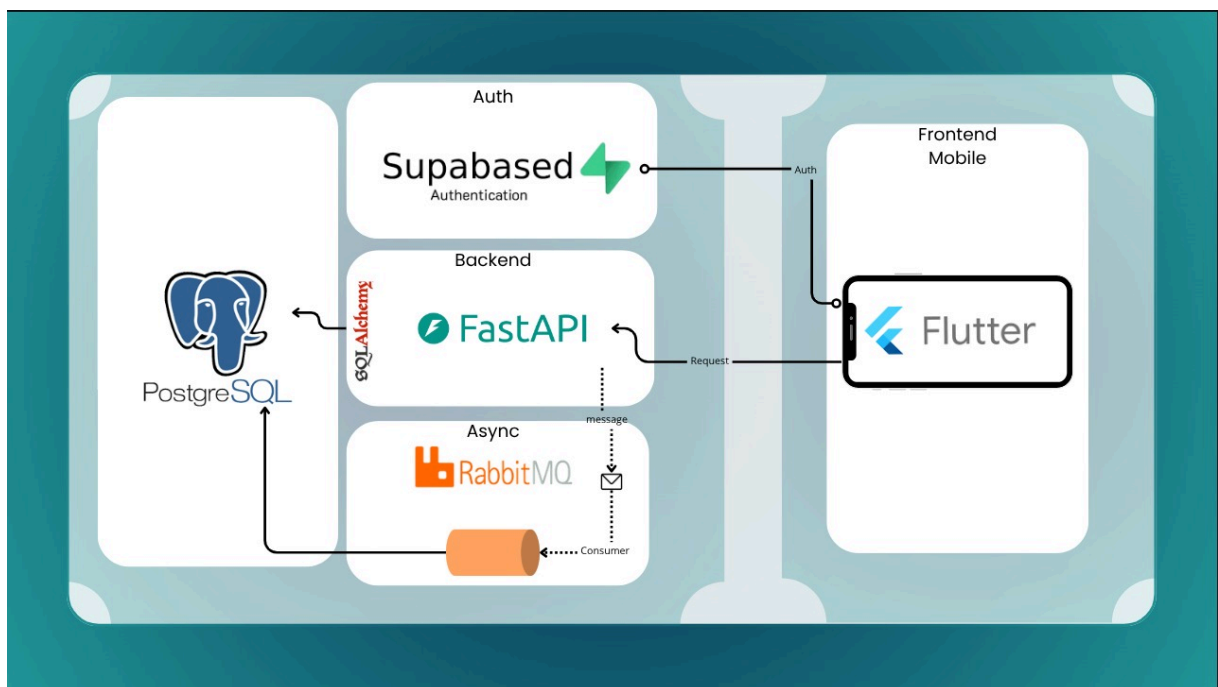 Auth
Supabased
Authentication
Auth
Frontend
Mobile
Backend
SQLAlchemy
FastAPI
Request
Flutter
PostgreSQL
message
Async
RabbitMQ
Consumer